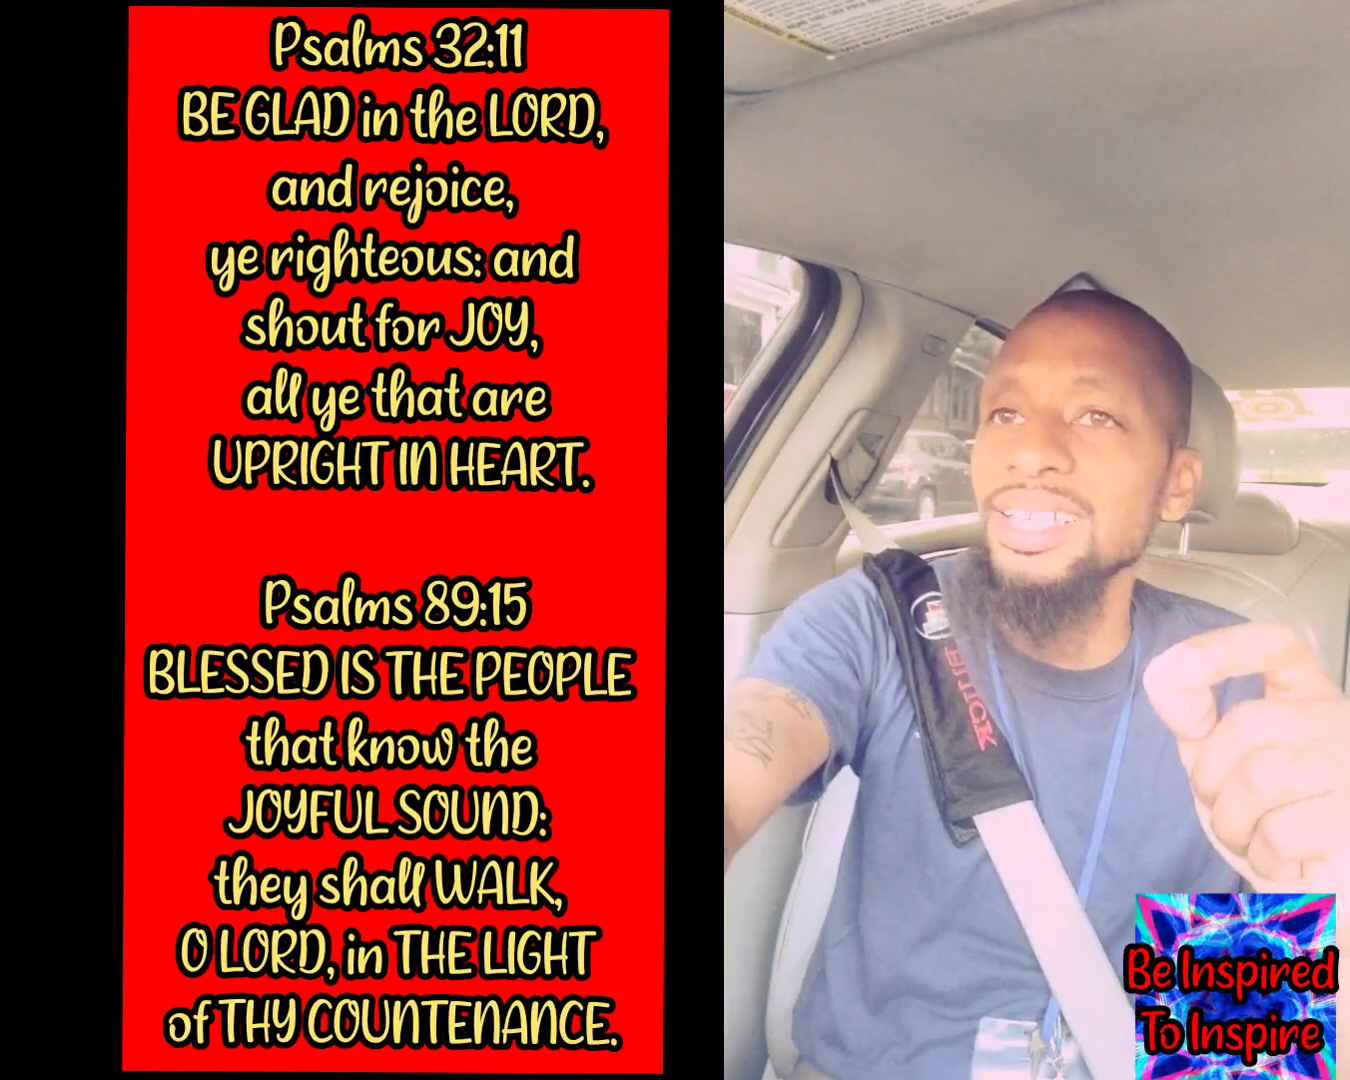 Psalms 32:11
BE GLAD in the LORD,
and rejoice,
ye righteous: and
shout for JOY,
all ye that are
UPRIGHT IN HEART.
Psalms 89:15
BLESSED IS THE PEOPLE
that know the
JOYFUL SOUND:
they shall WALK,
O LORD, in THE LIGHT
of THY COUNTENANCE.
BUICK
Be Inspired
To Inspire